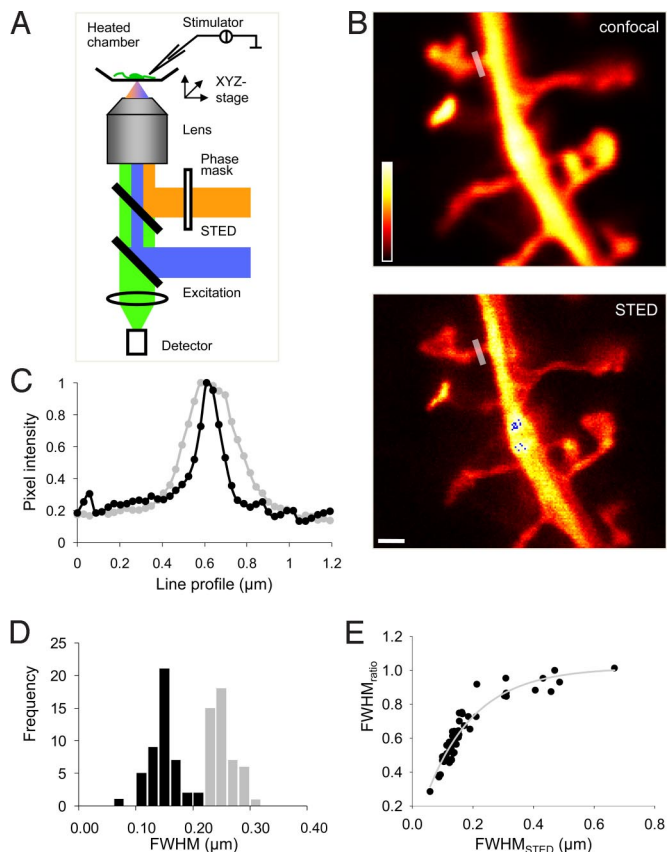 A
Heated
chamber
Stimulator
XYZ-
stage
Lens
Phase
mask
STED
Excitation
Detector
B
confocal
STED
C
Pixel intensity
1
0.8
0.6
0.4
0.2
0
0 0.2 0.4 0.6 0.8 1 1.2
Line profile (µm)
D
Frequency
25
20
15
10
5
0
0.00 0.10 0.20 0.30 0.40
FWHM (µm)
E
FWHMratio
1.2
1.0
0.8
0.6
0.4
0.2
0.0 0.2 0.4 0.6 0.8
FWHMSTED (µm)